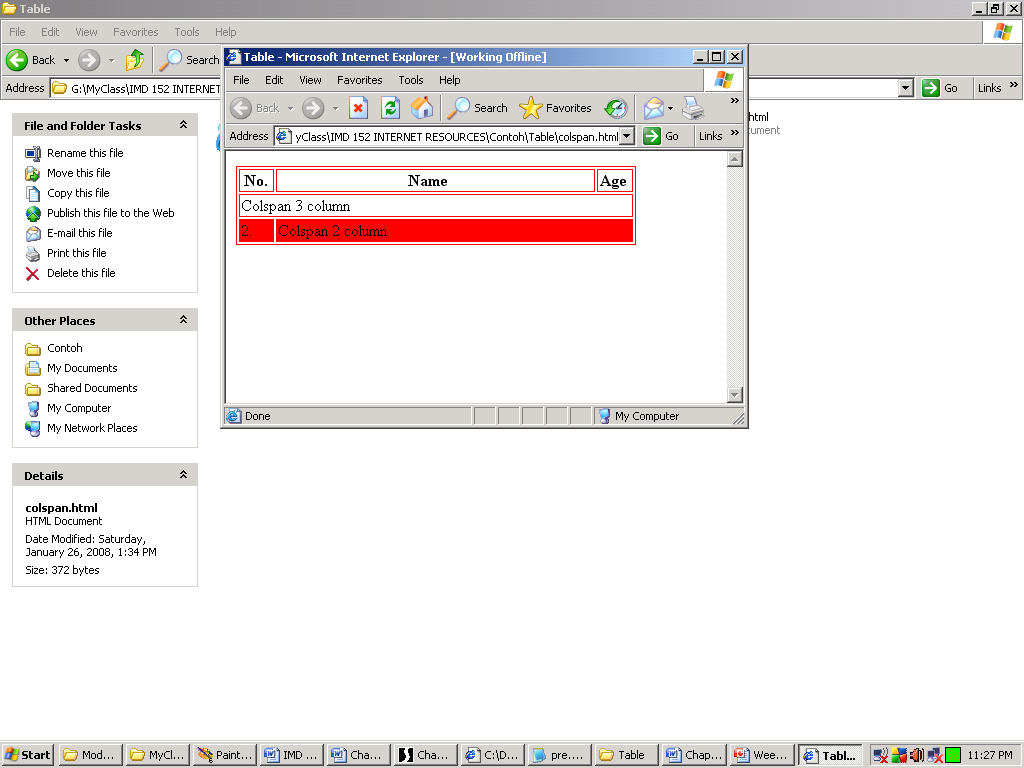 Table
File Edit View Favorites Tools Help
Back Search
Address G:\MyClass\IMD 152 INTERNET
Go Links »
File and Folder Tasks
Rename this file
Move this file
Copy this file
Publish this file to the Web
E-mail this file
Print this file
Delete this file
Other Places
Contoh
My Documents
Shared Documents
My Computer
My Network Places
Details
colspan.html
HTML Document
Date Modified: Saturday,
January 26, 2008, 1:34 PM
Size: 372 bytes
Table - Microsoft Internet Explorer - [Working Offline]
File Edit View Favorites Tools Help
Back Search Favorites »
Address yClass\IMD 152 INTERNET RESOURCES\Contoh\Table\colspan.html Go Links »
No. Name Age
Colspan 3 column
2. Colspan 2 column
Done My Computer
html
ocument
Start Mod... MyCl... Paint... IMD ... Cha... Cha... C:\D... pre.... Table Chap... Wee... Tabl... 11:27 PM